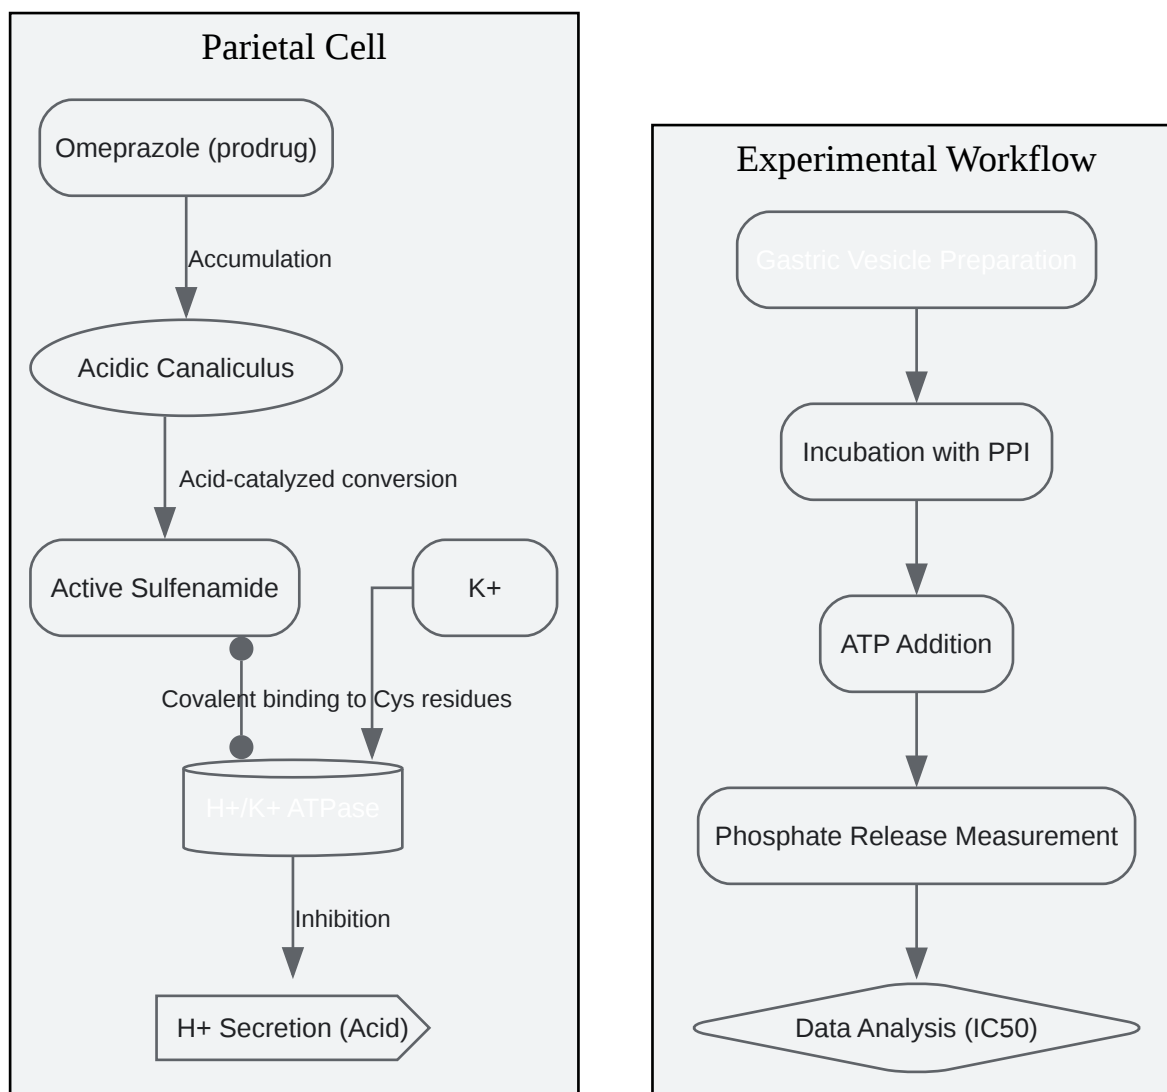 Parietal Cell
Omeprazole (prodrug)
Accumulation
Acidic Canaliculus
Acid-catalyzed conversion
Active Sulfenamide
K+
Covalent binding to Cys residues
H+/K+ ATPase
Inhibition
H+ Secretion (Acid)
Experimental Workflow
Gastric Vesicle Preparation
Incubation with PPI
ATP Addition
Phosphate Release Measurement
Data Analysis (IC50)